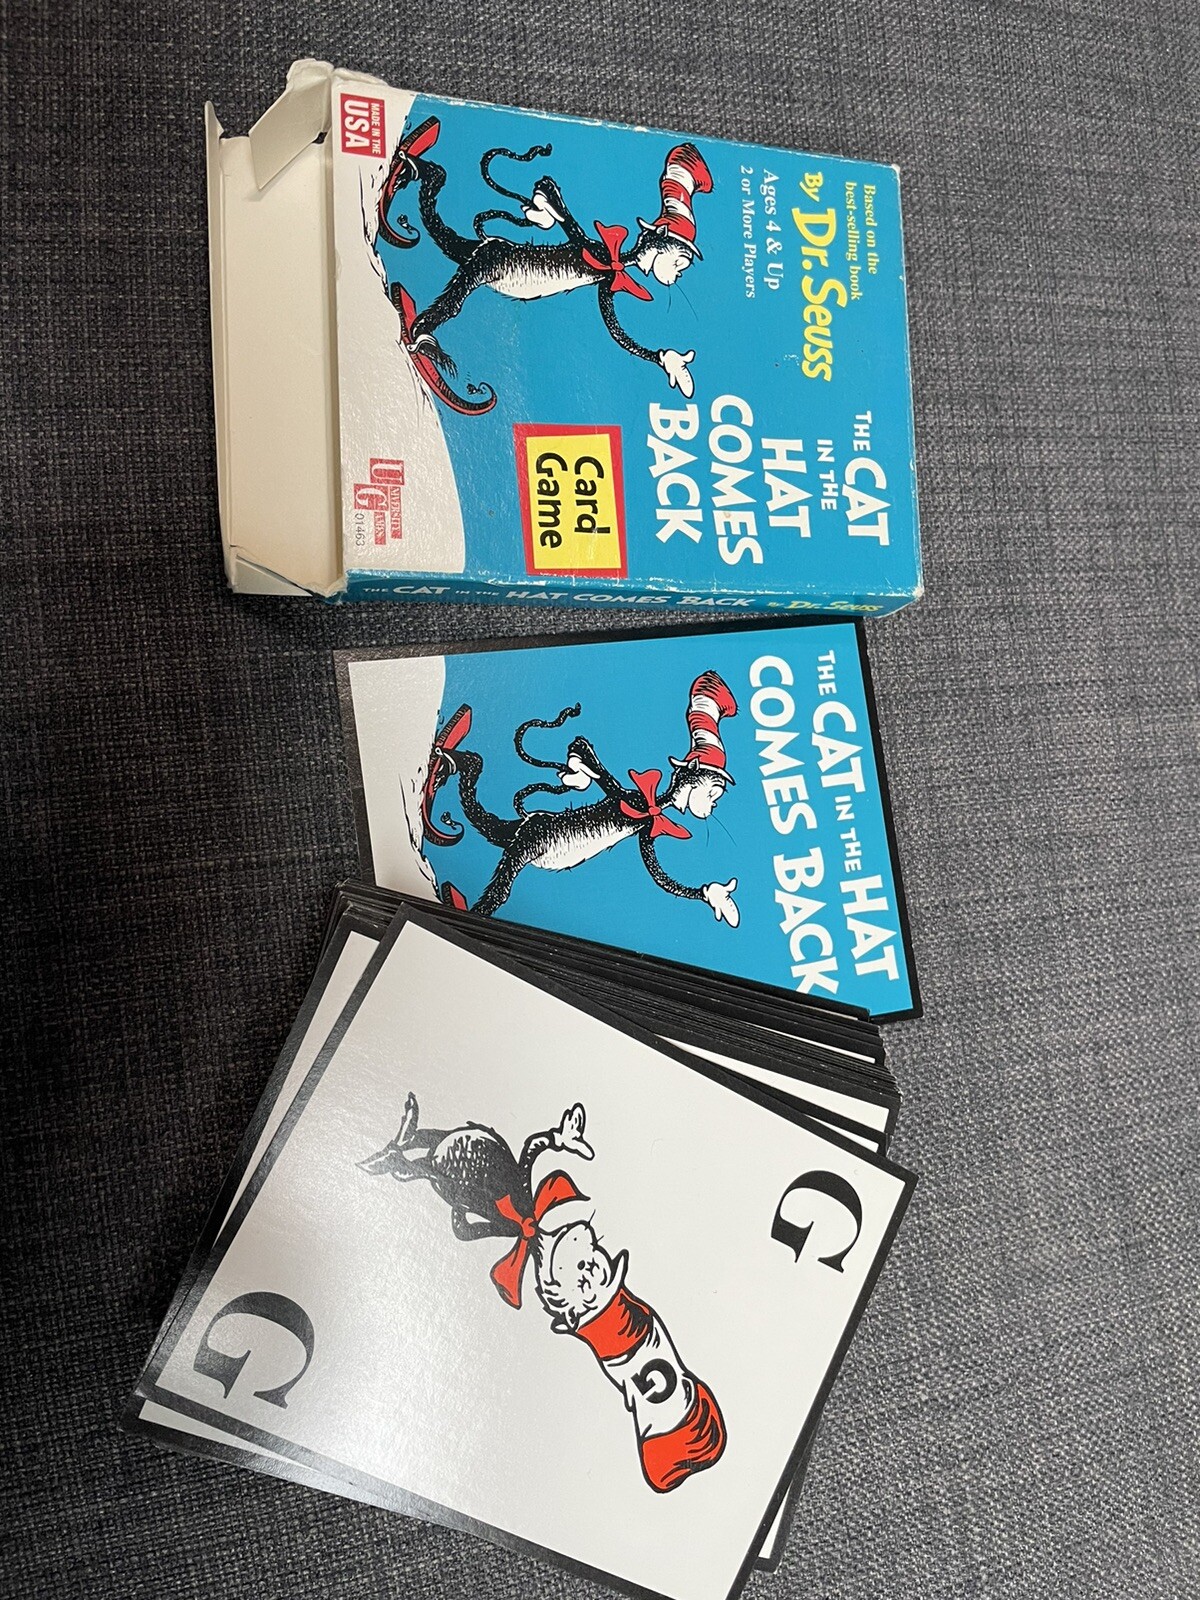 Based on the
best-selling book
By Dr. Seuss
Ages 4 & Up
2 or More Players
THE CAT
IN THE
HAT
COMES
BACK
Card
Game
MADE IN THE
USA
UNIVERSITY
GAMES
01463
THE CAT IN THE HAT COMES BACK By Dr. Seuss
THE CAT IN THE HAT
COMES BACK
G
G
G